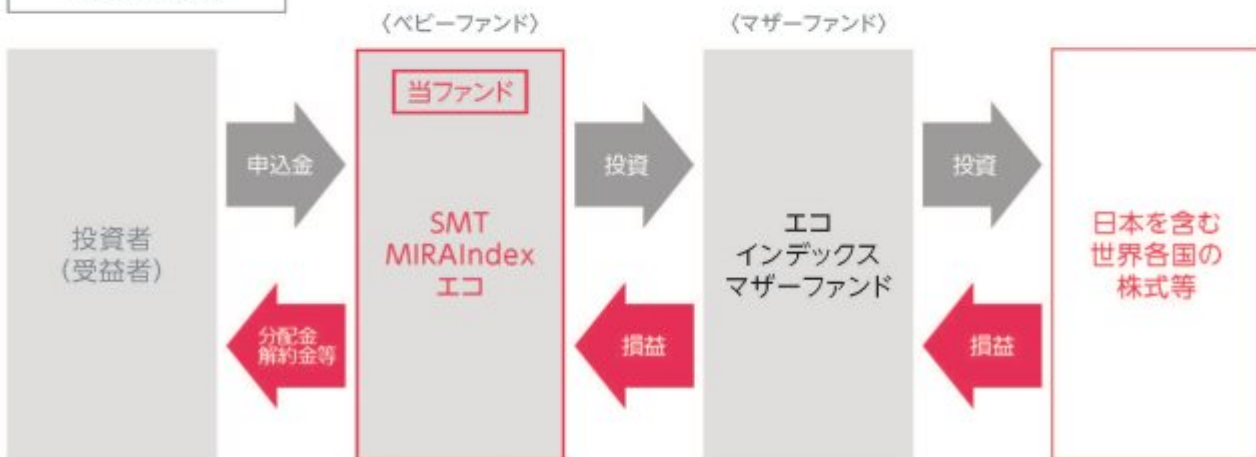 〈ベビーファンド〉
〈マザーファンド〉
当ファンド
申込金
投資
投資
投資者
(受益者)
SMT
MIRAIndex
エコ
エコ
インデックス
マザーファンド
日本を含む
世界各国の
株式等
分配金
解約金等
損益
損益